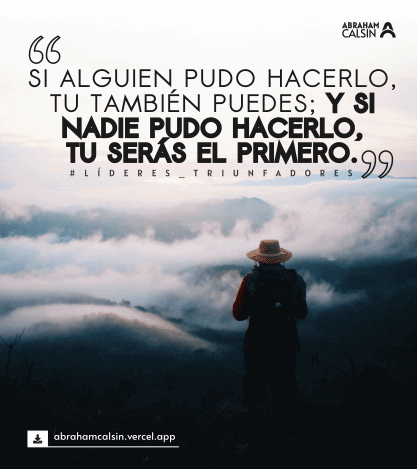 ABRAHAM
CALSIN
“
SI ALGUIEN PUDO HACERLO,
TU TAMBIÉN PUEDES; Y SI
NADIE PUDO HACERLO,
TU SERÁS EL PRIMERO.
”
#LÍDERES_TRIUNFADORES
abrahamcalsin.vercel.app